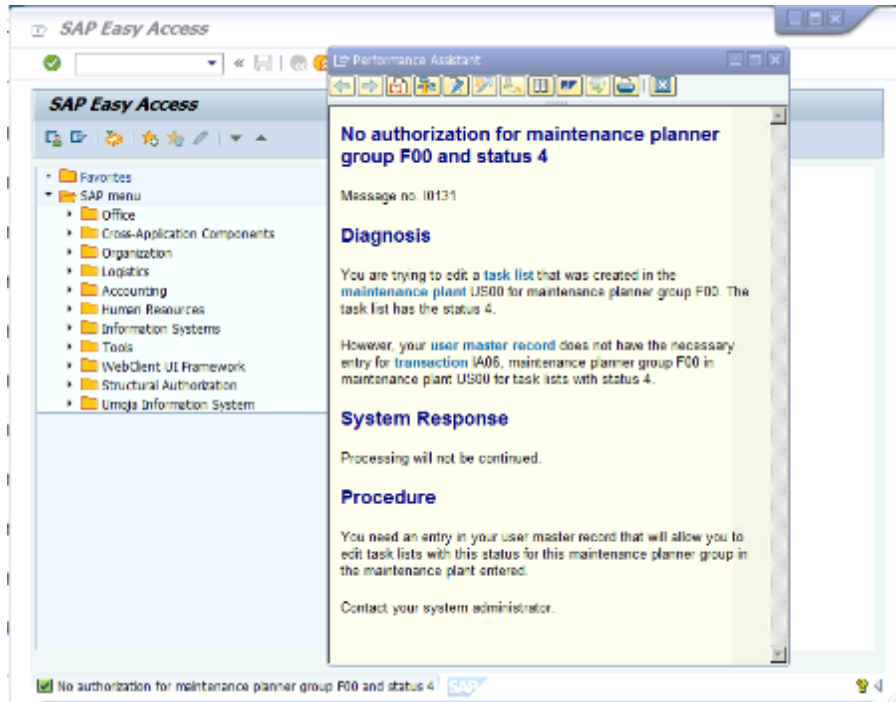 SAP Easy Access
Performance Assistant
SAP Easy Access
Favorites
SAP menu
Office
Cross-Application Components
Organization
Logistics
Accounting
Human Resources
Information Systems
Tools
WebClient UI Framework
Structural Authorization
Umoja Information System
No authorization for maintenance planner
group F00 and status 4
Message no. I0131
Diagnosis
You are trying to edit a task list that was created in the
maintenance plant US00 for maintenance planner group F00. The
task list has the status 4.
However, your user master record does not have the necessary
entry for transaction IA06, maintenance planner group F00 in
maintenance plant US00 for task lists with status 4.
System Response
Processing will not be continued.
Procedure
You need an entry in your user master record that will allow you to
edit task lists with this status for this maintenance planner group in
the maintenance plant entered.
Contact your system administrator.
No authorization for maintenance planner group F00 and status 4
SAP